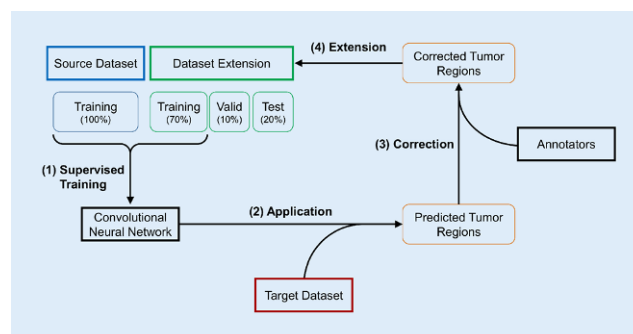 (4) Extension
Source Dataset
Dataset Extension
Corrected Tumor
Regions
Training
(100%)
Training
(70%)
Valid
(10%)
Test
(20%)
(3) Correction
Annotators
(1) Supervised
Training
Convolutional
Neural Network
(2) Application
Predicted Tumor
Regions
Target Dataset